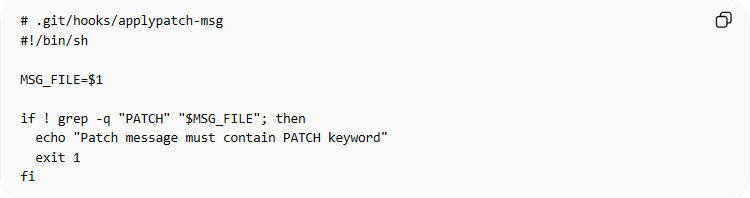 # .git/hooks/applypatch-msg
#!/bin/sh

MSG_FILE=$1

if ! grep -q "PATCH" "$MSG_FILE"; then
  echo "Patch message must contain PATCH keyword"
  exit 1
fi